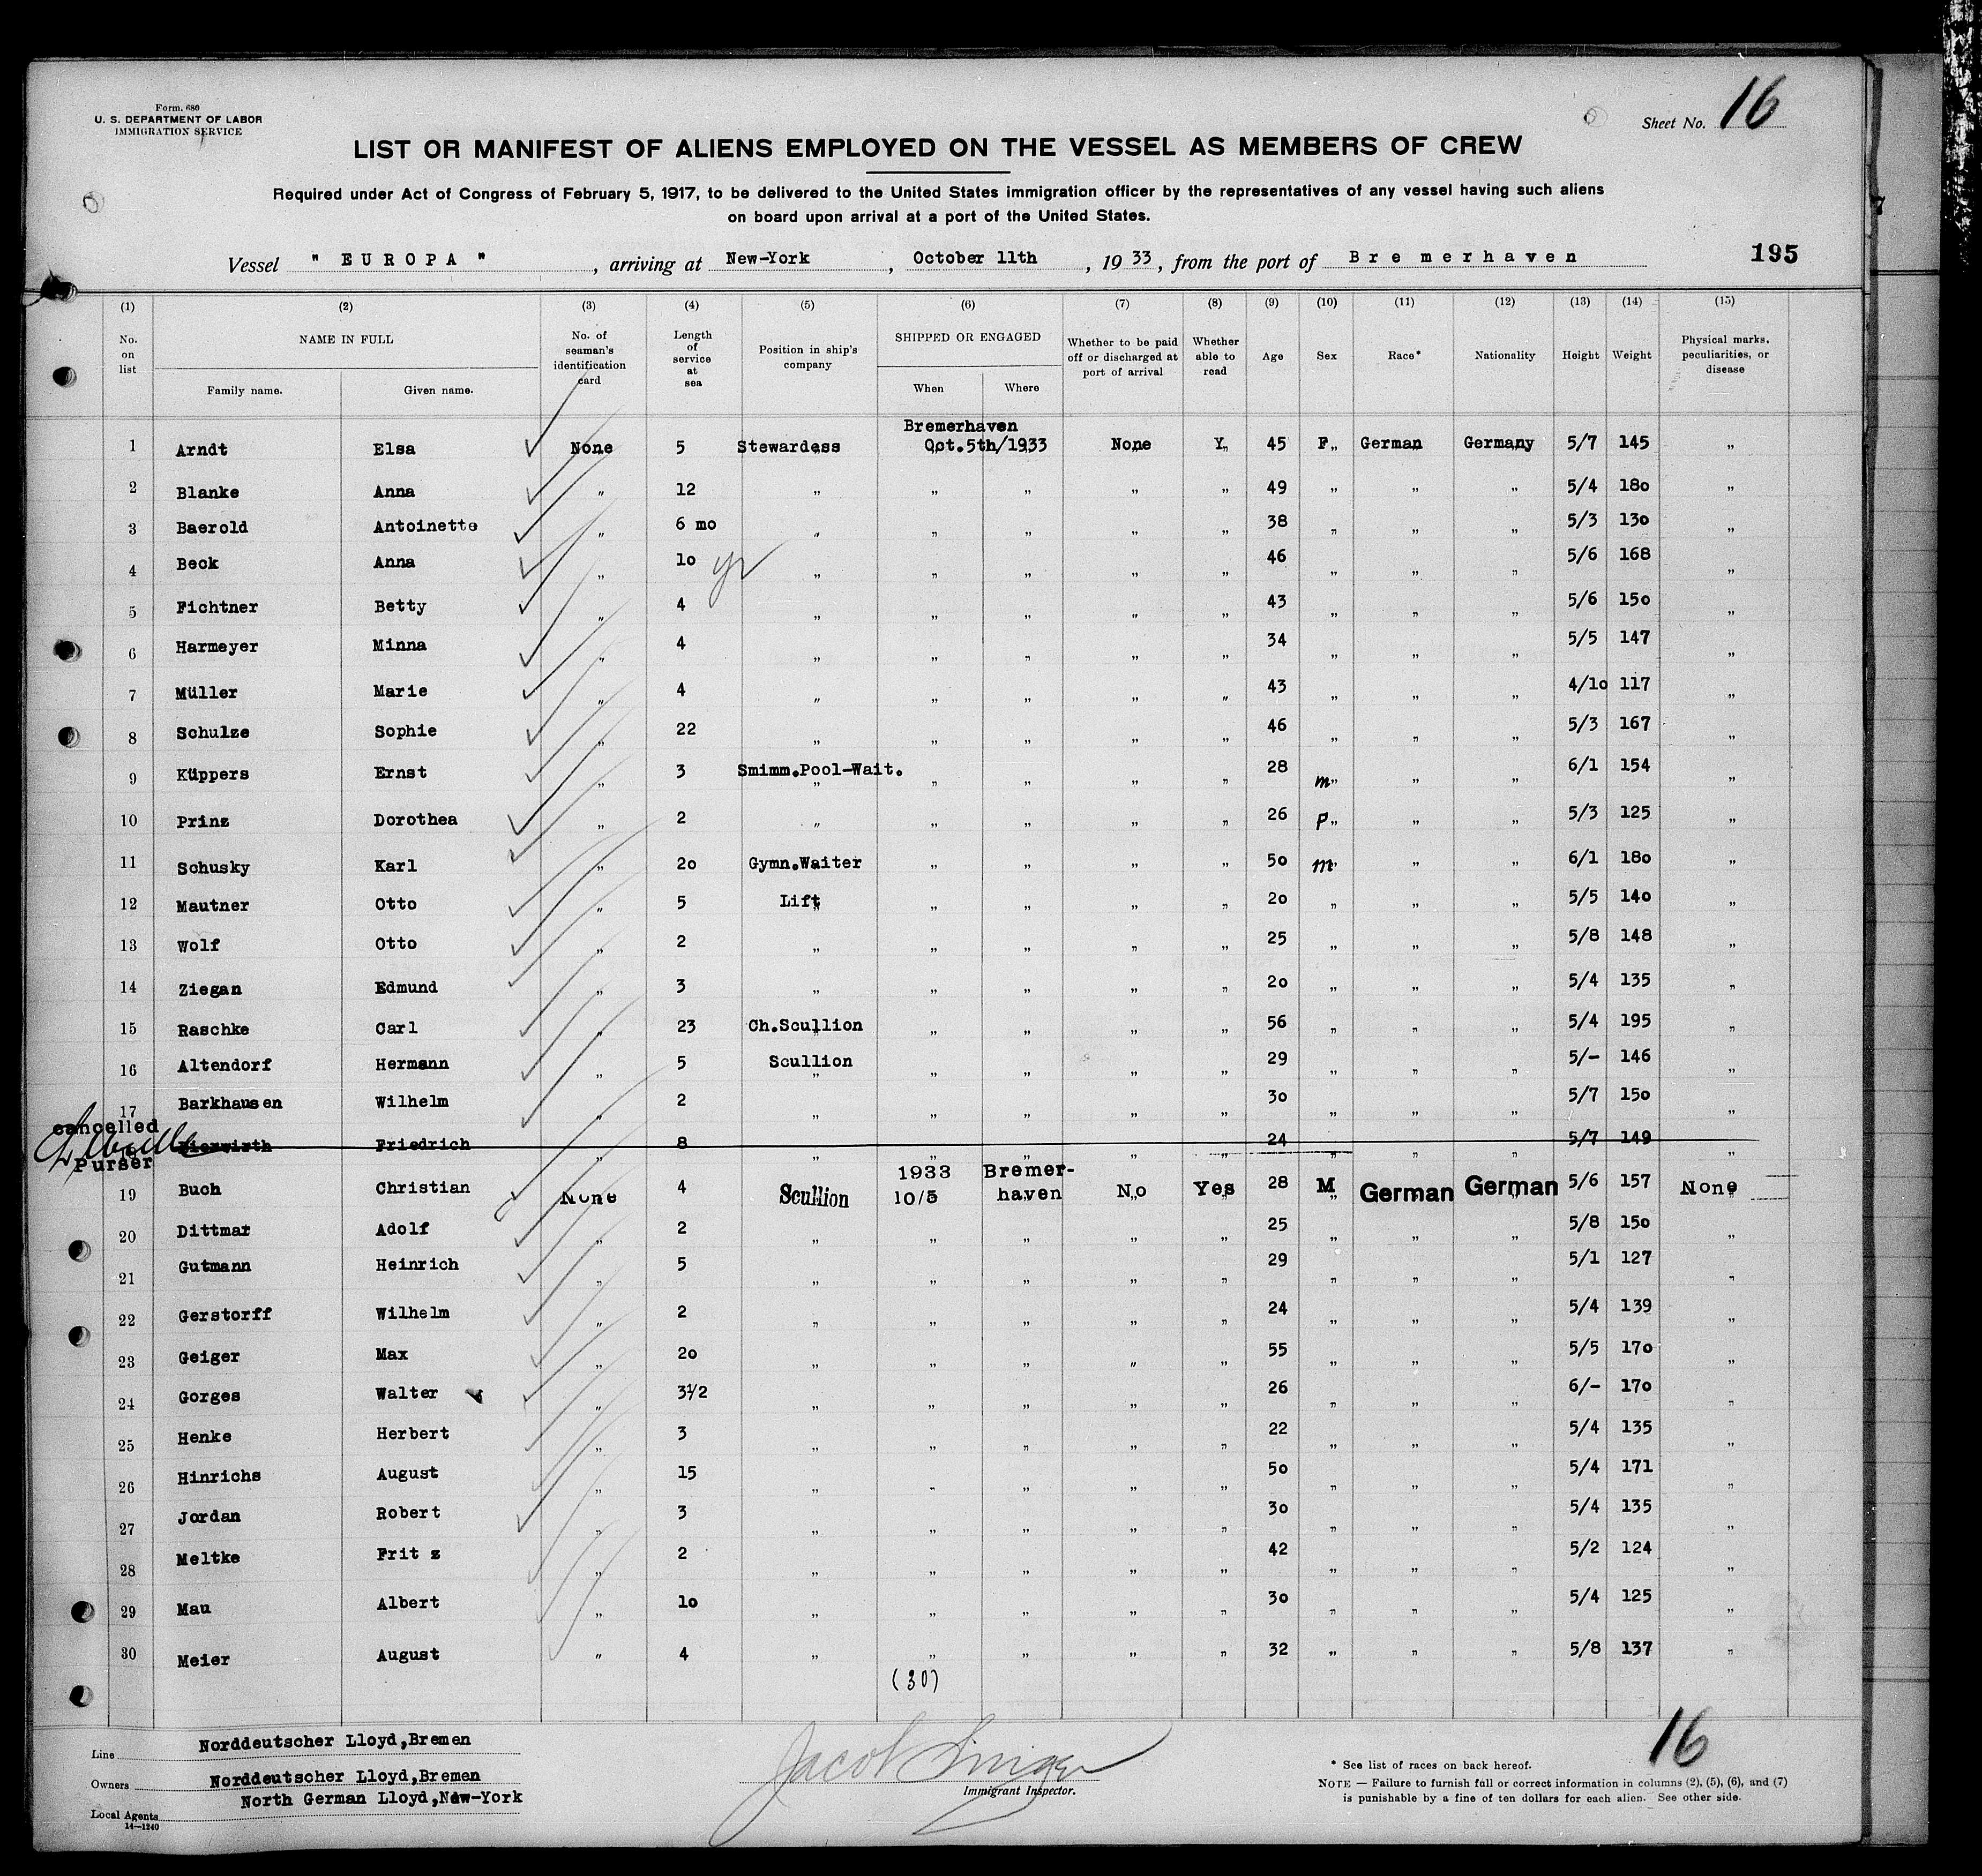 Form. 680
U. S. DEPARTMENT OF LABOR
IMMIGRATION SERVICE
Sheet No. 16
LIST OR MANIFEST OF ALIENS EMPLOYED ON THE VESSEL AS MEMBERS OF CREW
Required under Act of Congress of February 5, 1917, to be delivered to the United States immigration officer by the representatives of any vessel having such aliens
on board upon arrival at a port of the United States.
Vessel " EUROPA " , arriving at New-York , October 11th , 1933, from the port of Bremerhaven 195
(1) (2) (3) (4) (5) (6) (7) (8) (9) (10) (11) (12) (13) (14) (15)
No. on list NAME IN FULL Family name. Given name. No. of seaman's identification card Length of service at sea Position in ship's company SHIPPED OR ENGAGED When Where Whether to be paid off or discharged at port of arrival Whether able to read Age Sex Race* Nationality Height Weight Physical marks, peculiarities, or disease
Bremerhaven
1 Arndt Elsa None 5 Stewardess Oct.5th/1933 None Y 45 F German Germany 5/7 145 "
2 Blanke Anna " 12 " " " " " 49 " " " 5/4 180 "
3 Baerold Antoinette " 6 mo " " " " " 38 " " " 5/3 130 "
4 Beck Anna " 10 yr " " " " " 46 " " " 5/6 168 "
5 Fichtner Betty " 4 " " " " " 43 " " " 5/6 150 "
6 Harmeyer Minna " 4 " " " " " 34 " " " 5/5 147 "
7 Müller Marie " 4 " " " " " 43 " " " 4/10 117 "
8 Schulze Sophie " 22 " " " " " 46 " " " 5/3 167 "
9 Küppers Ernst " 3 Smimm.Pool-Wait. " " " " 28 m " " 6/1 154 "
10 Prinz Dorothea " 2 " " " " " 26 F " " 5/3 125 "
11 Schusky Karl " 20 Gymn.Waiter " " " " 50 m " " 6/1 180 "
12 Mautner Otto " 5 Lift " " " " 20 " " " 5/5 140 "
13 Wolf Otto " 2 " " " " " 25 " " " 5/8 148 "
14 Ziegan Edmund " 3 " " " " " 20 " " " 5/4 135 "
15 Raschke Carl " 23 Ch.Scullion " " " " 56 " " " 5/4 195 "
16 Altendorf Hermann " 5 Scullion " " " " 29 " " " 5/- 146 "
17 Barkhausen Wilhelm " 2 " " " " " 30 " " " 5/7 150 "
cancelled
Bierwirth Friedrich " 8 " " " " " 24 " " " 5/7 149 "
Purser
19 Buch Christian None 4 Scullion 1933 10/5 Bremer-haven No Yes 28 M German German 5/6 157 None
20 Dittmar Adolf " 2 " " " " " 25 " " " 5/8 150 "
21 Gutmann Heinrich " 5 " " " " " 29 " " " 5/1 127 "
22 Gerstorff Wilhelm " 2 " " " " " 24 " " " 5/4 139 "
23 Geiger Max " 20 " " " " " 55 " " " 5/5 170 "
24 Gorges Walter " 3½ " " " " " 26 " " " 6/- 170 "
25 Henke Herbert " 3 " " " " " 22 " " " 5/4 135 "
26 Hinrichs August " 15 " " " " " 50 " " " 5/4 171 "
27 Jordan Robert " 3 " " " " " 30 " " " 5/4 135 "
28 Meltke Fritz " 2 " " " " " 42 " " " 5/2 124 "
29 Mau Albert " 10 " " " " " 30 " " " 5/4 125 "
30 Meier August " 4 " " " " " 32 " " " 5/8 137 "
(30)
Line Norddeutscher Lloyd,Bremen
Owners Norddeutscher Lloyd,Bremen
Local Agents North German Lloyd,New-York
14-1240
Jacob Singer
Immigrant Inspector.
16
* See list of races on back hereof.
NOTE — Failure to furnish full or correct information in columns (2), (5), (6), and (7)
is punishable by a fine of ten dollars for each alien. See other side.